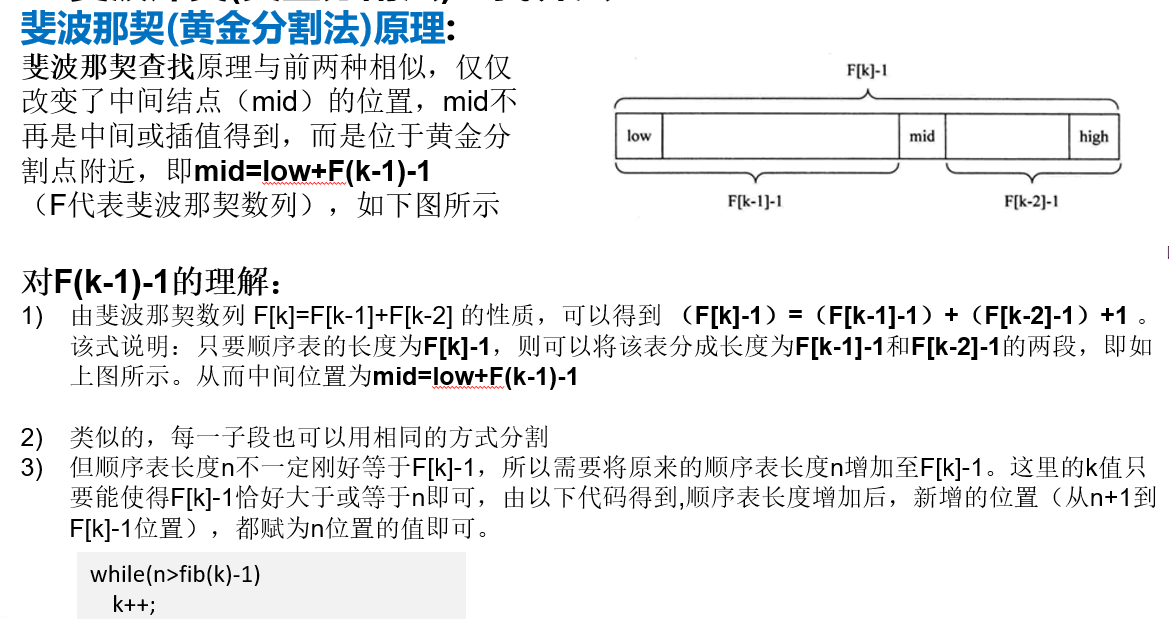 斐波那契(黄金分割法)原理:
斐波那契查找原理与前两种相似，仅仅
改变了中间结点（mid）的位置，mid不
再是中间或插值得到，而是位于黄金分
割点附近，即mid=low+F(k-1)-1
（F代表斐波那契数列），如下图所示
F[k]-1
low
mid
high
F[k-1]-1
F[k-2]-1
对F(k-1)-1的理解：
1) 由斐波那契数列 F[k]=F[k-1]+F[k-2] 的性质，可以得到 （F[k]-1）=（F[k-1]-1）+（F[k-2]-1）+1 。
该式说明：只要顺序表的长度为F[k]-1，则可以将该表分成长度为F[k-1]-1和F[k-2]-1的两段，即如
上图所示。从而中间位置为mid=low+F(k-1)-1
2) 类似的，每一子段也可以用相同的方式分割
3) 但顺序表长度n不一定刚好等于F[k]-1，所以需要将原来的顺序表长度n增加至F[k]-1。这里的k值只
要能使得F[k]-1恰好大于或等于n即可，由以下代码得到,顺序表长度增加后，新增的位置（从n+1到
F[k]-1位置），都赋为n位置的值即可。
while(n>fib(k)-1)
k++;